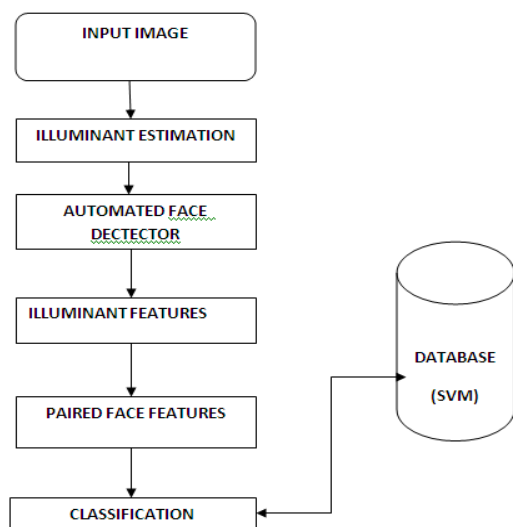 INPUT IMAGE
ILLUMINANT ESTIMATION
AUTOMATED FACE
DECTECTOR
ILLUMINANT FEATURES
PAIRED FACE FEATURES
CLASSIFICATION
DATABASE
(SVM)